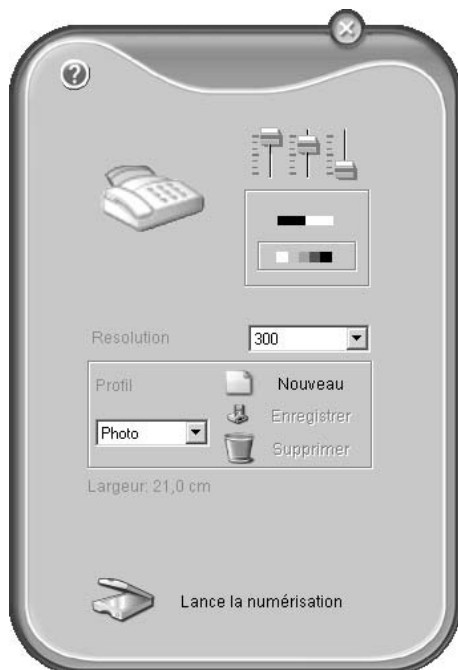 ?
Resolution
300
Profil
Nouveau
Photo
Enregistrer
Supprimer
Largeur: 21,0 cm
Lance la numérisation